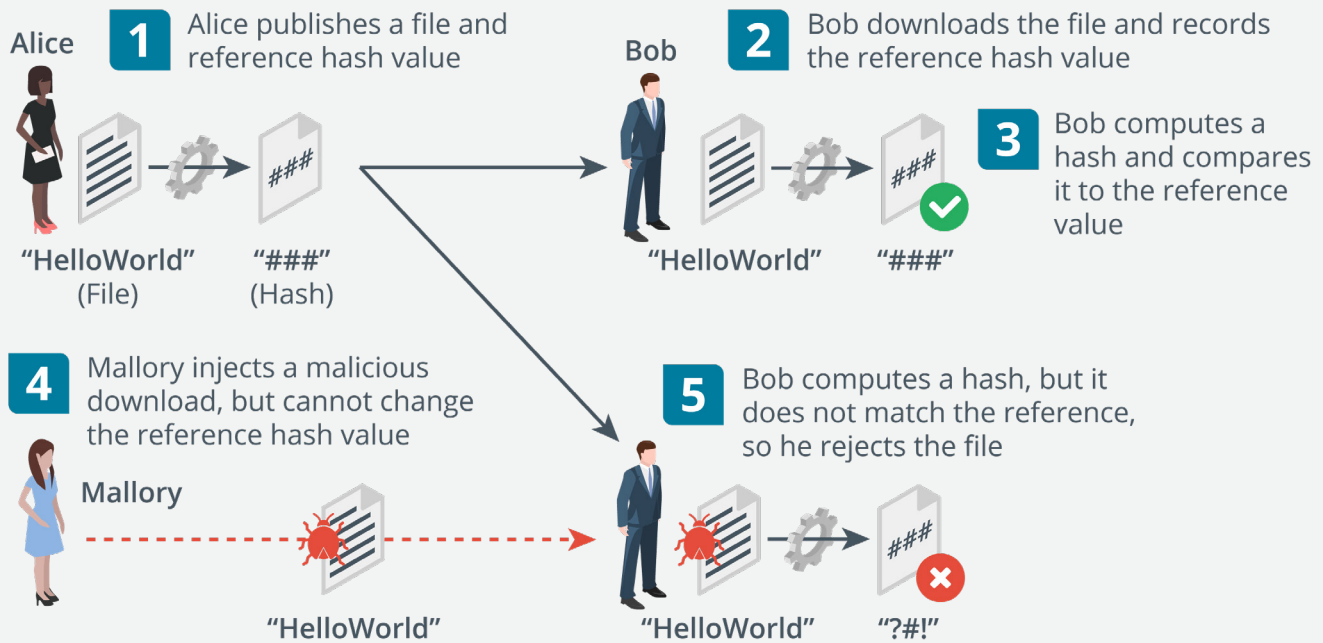 Alice
1
Alice publishes a file and
reference hash value
###
“HelloWorld”
(File)
“###”
(Hash)
Bob
2
Bob downloads the file and records
the reference hash value
###
“HelloWorld”
“###”
3
Bob computes a
hash and compares
it to the reference
value
4
Mallory injects a malicious
download, but cannot change
the reference hash value
Mallory
“HelloWorld”
5
Bob computes a hash, but it
does not match the reference,
so he rejects the file
###
“HelloWorld”
“?#!”